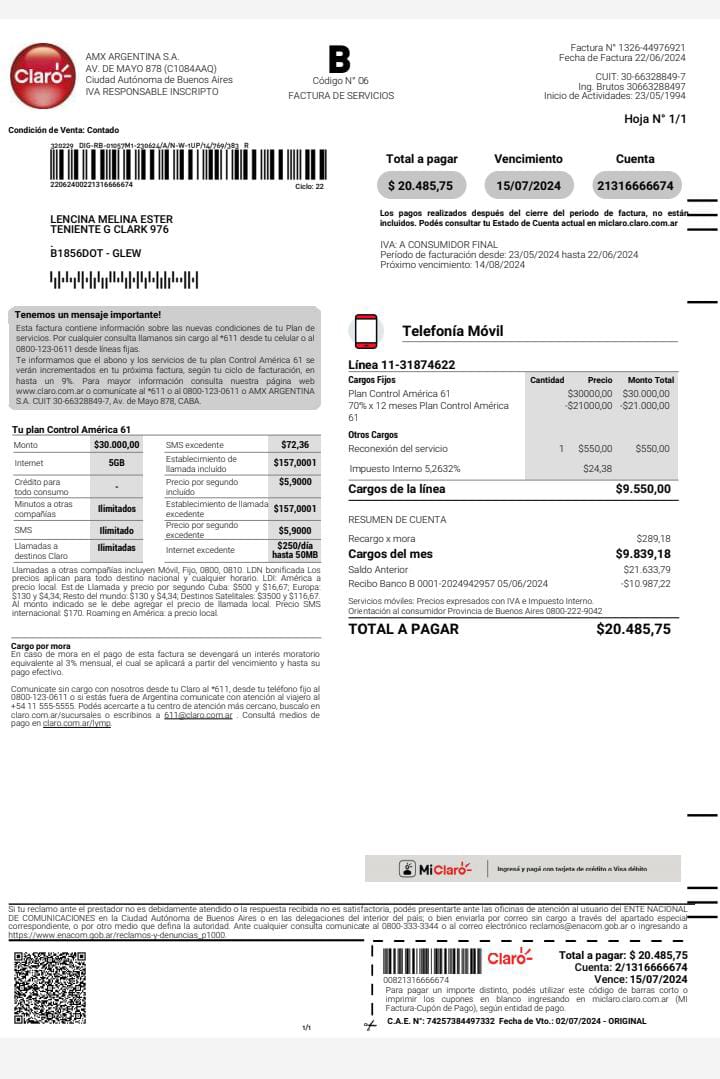 Claro-
AMX ARGENTINA S.A.
AV. DE MAYO 878 (C1084AAQ)
Ciudad Autónoma de Buenos Aires
IVA RESPONSABLE INSCRIPTO
B
Código N° 06
FACTURA DE SERVICIOS
Factura N° 1326-44976921
Fecha de Factura 22/06/2024
CUIT: 30-66328849-7
Ing. Brutos 30663288497
Inicio de Actividades: 23/05/1994
Hoja N° 1/1
Condición de Venta: Contado
320229 DIG-RB-01057M1-230624/A/N-W-1UP/14/769/383 R
22062400221316666674
Ciclo: 22
LENCINA MELINA ESTER
TENIENTE G CLARK 976
.
B1856DOT - GLEW
Total a pagar Vencimiento Cuenta
$ 20.485,75 15/07/2024 21316666674
Los pagos realizados después del cierre del periodo de factura, no están
incluidos. Podés consultar tu Estado de Cuenta actual en miclaro.claro.com.ar
IVA: A CONSUMIDOR FINAL
Período de facturación desde: 23/05/2024 hasta 22/06/2024
Próximo vencimiento: 14/08/2024
Tenemos un mensaje importante!
Esta factura contiene información sobre las nuevas condiciones de tu Plan de
servicios. Por cualquier consulta llamanos sin cargo al *611 desde tu celular o al
0800-123-0611 desde líneas fijas.
Te informamos que el abono y los servicios de tu plan Control América 61 se
verán incrementados en tu próxima factura, según tu ciclo de facturación, en
hasta un 9%. Para mayor información consulta nuestra página web
www.claro.com.ar o comunicate al *611 o al 0800-123-0611 o AMX ARGENTINA
S.A. CUIT 30-66328849-7, Av. de Mayo 878, CABA.
Tu plan Control América 61
Monto $30.000,00 SMS excedente $72,36
Internet 5GB Establecimiento de llamada incluído $157,0001
Crédito para todo consumo - Precio por segundo incluído $5,9000
Minutos a otras compañías Ilimitados Establecimiento de llamada excedente $157,0001
SMS Ilimitado Precio por segundo excedente $5,9000
Llamadas a destinos Claro Ilimitadas Internet excedente $250/día hasta 50MB
Llamadas a otras compañías incluyen Móvil, Fijo, 0800, 0810. LDN bonificada Los
precios aplican para todo destino nacional y cualquier horario. LDI: América a
precio local. Est de Llamada y precio por segundo Cuba: $500 y $16,67; Europa:
$130 y $4,34; Resto del mundo: $130 y $4,34; Destinos Satelitales: $3500 y $116,67.
Al monto indicado se le debe agregar el precio de llamada local. Precio SMS
internacional: $170. Roaming en América: a precio local.
Cargo por mora
En caso de mora en el pago de esta factura se devengará un interés moratorio
equivalente al 3% mensual, el cual se aplicará a partir del vencimiento y hasta su
pago efectivo.
Comunicate sin cargo con nosotros desde tu Claro al *611, desde tu teléfono fijo al
0800-123-0611 o si estás fuera de Argentina comunicate con atención al viajero al
+54 11 555-5555. Podés acercarte a tu centro de atención más cercano, buscalo en
claro.com.ar/sucursales o escribinos a 611@claro.com.ar . Consultá medios de
pago en claro.com.ar/lymp.
Telefonía Móvil
Línea 11-31874622
Cargos Fijos Cantidad Precio Monto Total
Plan Control América 61 $30000,00 $30.000,00
70% x 12 meses Plan Control América -$21000,00 -$21.000,00
61
Otros Cargos
Reconexión del servicio 1 $550,00 $550,00
Impuesto Interno 5,2632% $24,38
Cargos de la línea $9.550,00
RESUMEN DE CUENTA
Recargo x mora $289,18
Cargos del mes $9.839,18
Saldo Anterior $21.633,79
Recibo Banco B 0001-2024942957 05/06/2024 -$10.987,22
Servicios móviles: Precios expresados con IVA e Impuesto Interno.
Orientación al consumidor Provincia de Buenos Aires 0800-222-9042
TOTAL A PAGAR $20.485,75
MiClaro- Ingresá y pagá con tarjeta de crédito o Visa débito
Si tu reclamo ante el prestador no es debidamente atendido o la respuesta recibida no es satisfactoria, podés presentarte ante las oficinas de atención al usuario del ENTE NACIONAL
DE COMUNICACIONES en la Ciudad Autónoma de Buenos Aires o en las delegaciones del interior del país; o bien enviarla por correo sin cargo a través del apartado especial
correspondiente, o por otro medio que defina la autoridad. Ante cualquier consulta comunicate al 0800-333-3344 o al correo electrónico reclamos@enacom.gob.ar o ingresando a
https://www.enacom.gob.ar/reclamos-y-denuncias_p1000.
1/1
00821316666674
Claro-
Total a pagar: $ 20.485,75
Cuenta: 2/1316666674
Vence: 15/07/2024
Para pagar un importe distinto, podés utilizar este código de barras corto o
imprimir los cupones en blanco ingresando en miclaro.claro.com.ar (MI
Factura-Cupón de Pago), según entidad de pago.
C.A.E. N°: 74257384497332 Fecha de Vto.: 02/07/2024 - ORIGINAL